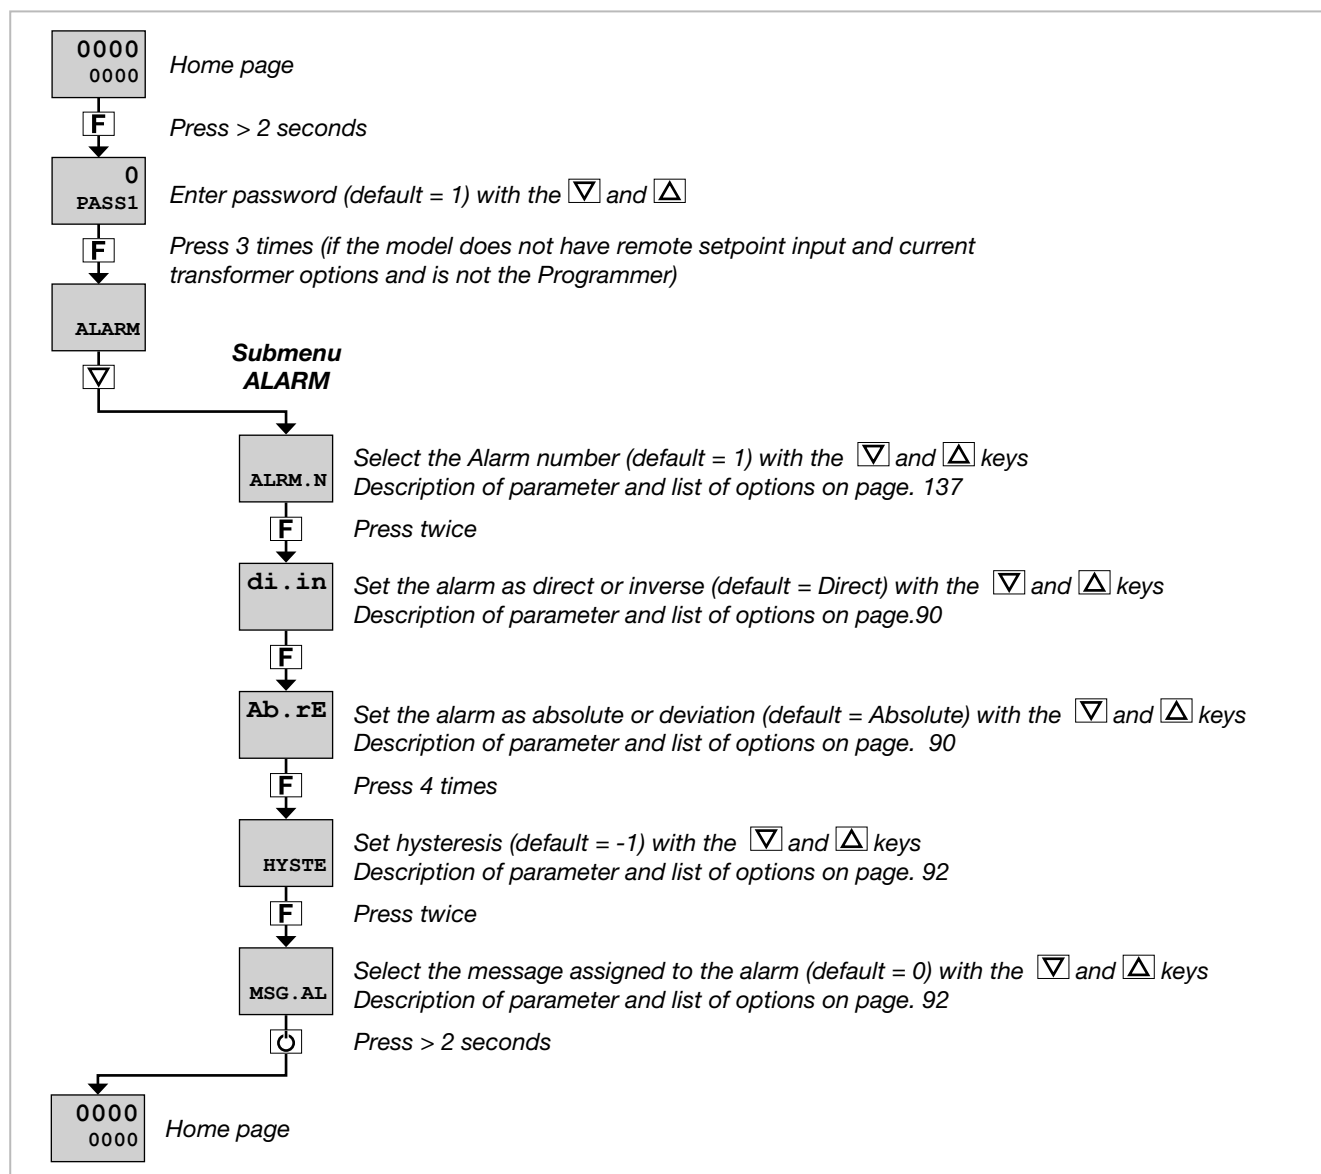 0000
0000
Home page
F
Press > 2 seconds
0
PASS1
Enter password (default = 1) with the and
F
Press 3 times (if the model does not have remote setpoint input and current
transformer options and is not the Programmer)
ALARM
Submenu
ALARM
ALRM.N
Select the Alarm number (default = 1) with the and keys
Description of parameter and list of options on page. 137
F
Press twice
di.in
Set the alarm as direct or inverse (default = Direct) with the and keys
Description of parameter and list of options on page.90
F
Ab.rE
Set the alarm as absolute or deviation (default = Absolute) with the and keys
Description of parameter and list of options on page. 90
F
Press 4 times
HYSTE
Set hysteresis (default = -1) with the and keys
Description of parameter and list of options on page. 92
F
Press twice
MSG.AL
Select the message assigned to the alarm (default = 0) with the and keys
Description of parameter and list of options on page. 92
Press > 2 seconds
0000
0000
Home page